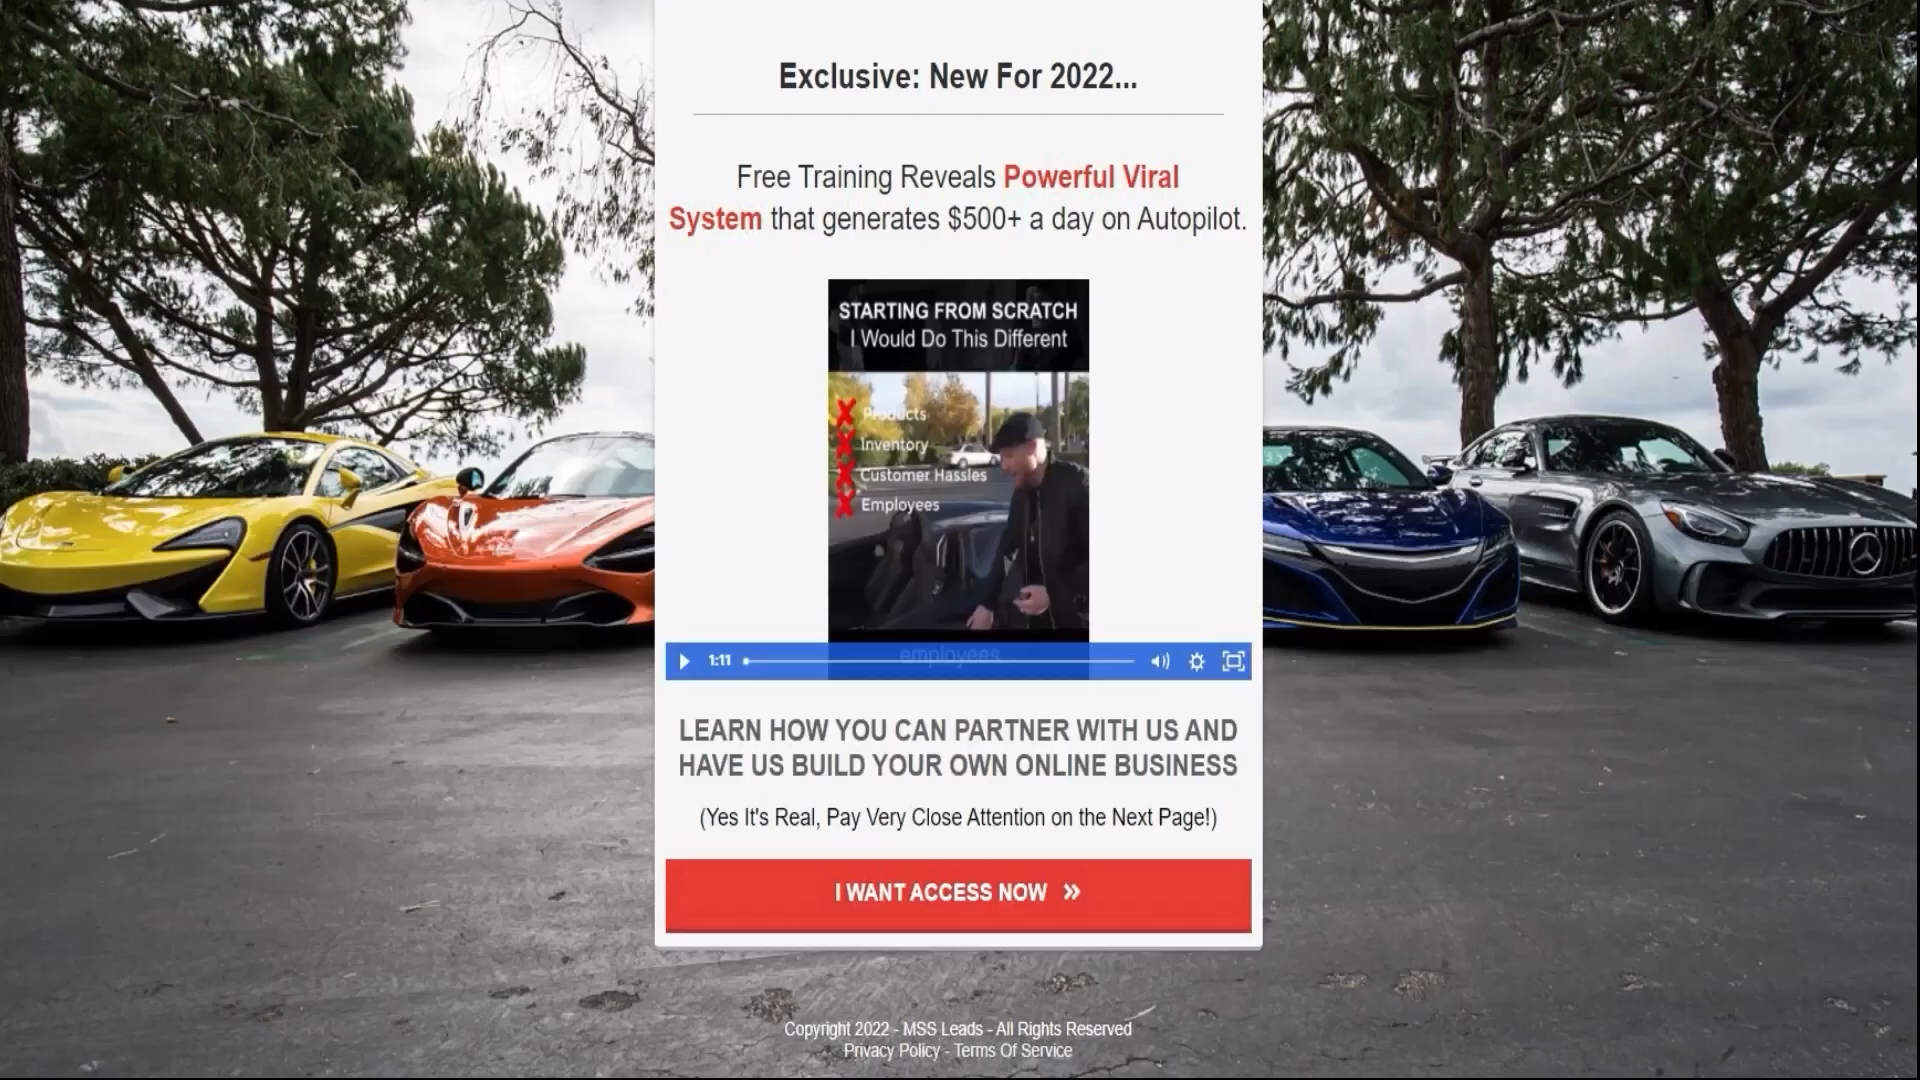 Exclusive: New For 2022...
Free Training Reveals Powerful Viral
System that generates $500+ a day on Autopilot.
STARTING FROM SCRATCH
I Would Do This Different
Products
Inventory
Customer Hassles
Employees
employees...
1:11
LEARN HOW YOU CAN PARTNER WITH US AND
HAVE US BUILD YOUR OWN ONLINE BUSINESS
(Yes It's Real, Pay Very Close Attention on the Next Page!)
I WANT ACCESS NOW »
Copyright 2022 - MSS Leads - All Rights Reserved
Privacy Policy - Terms Of Service